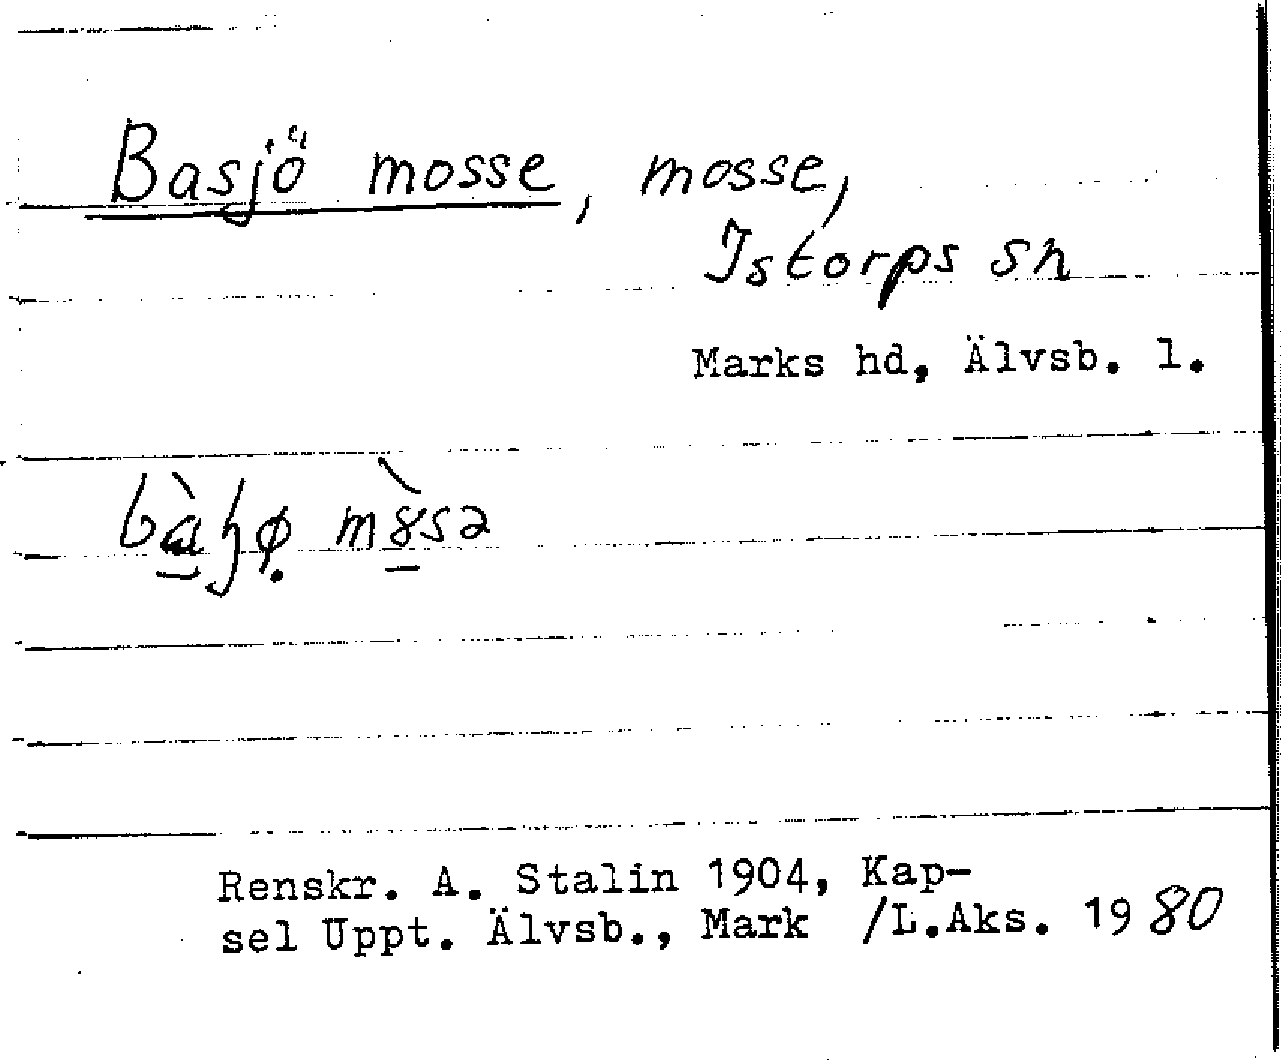 Basjö mosse, mosse,
Istorps sn
Marks hd, Älvsb. l.
Renskr. A. Stalin 1904, Kap-
sel Uppt. Älvsb., Mark /L.Aks. 1980